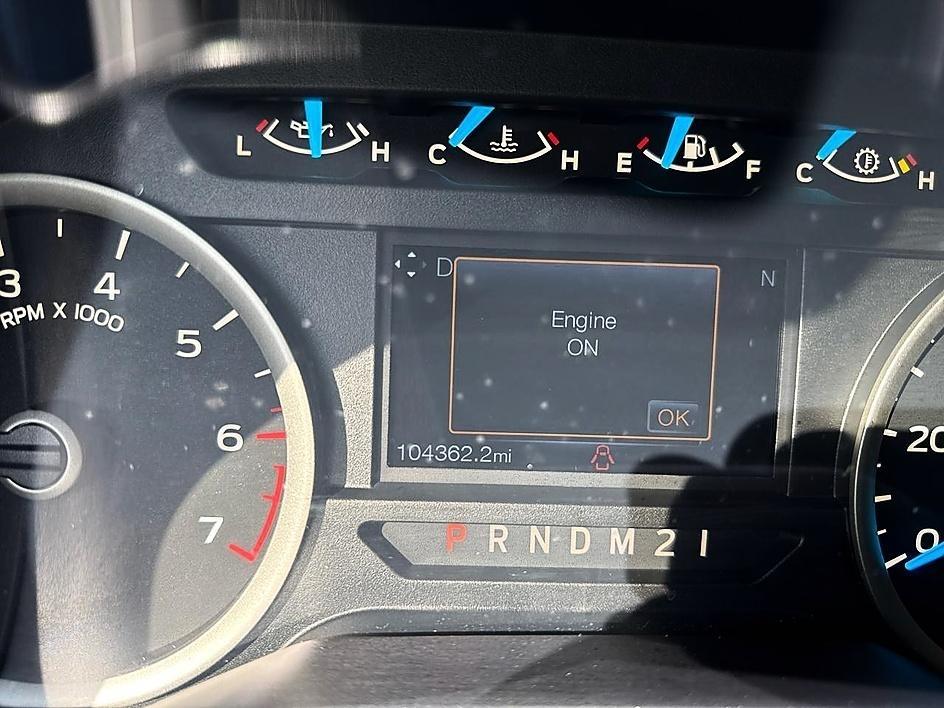 L H C H E F C H
3 4 5 6 7
RPM X 1000
D N
Engine
ON
OK
104362.2mi
P R N D M 2 1
20
0